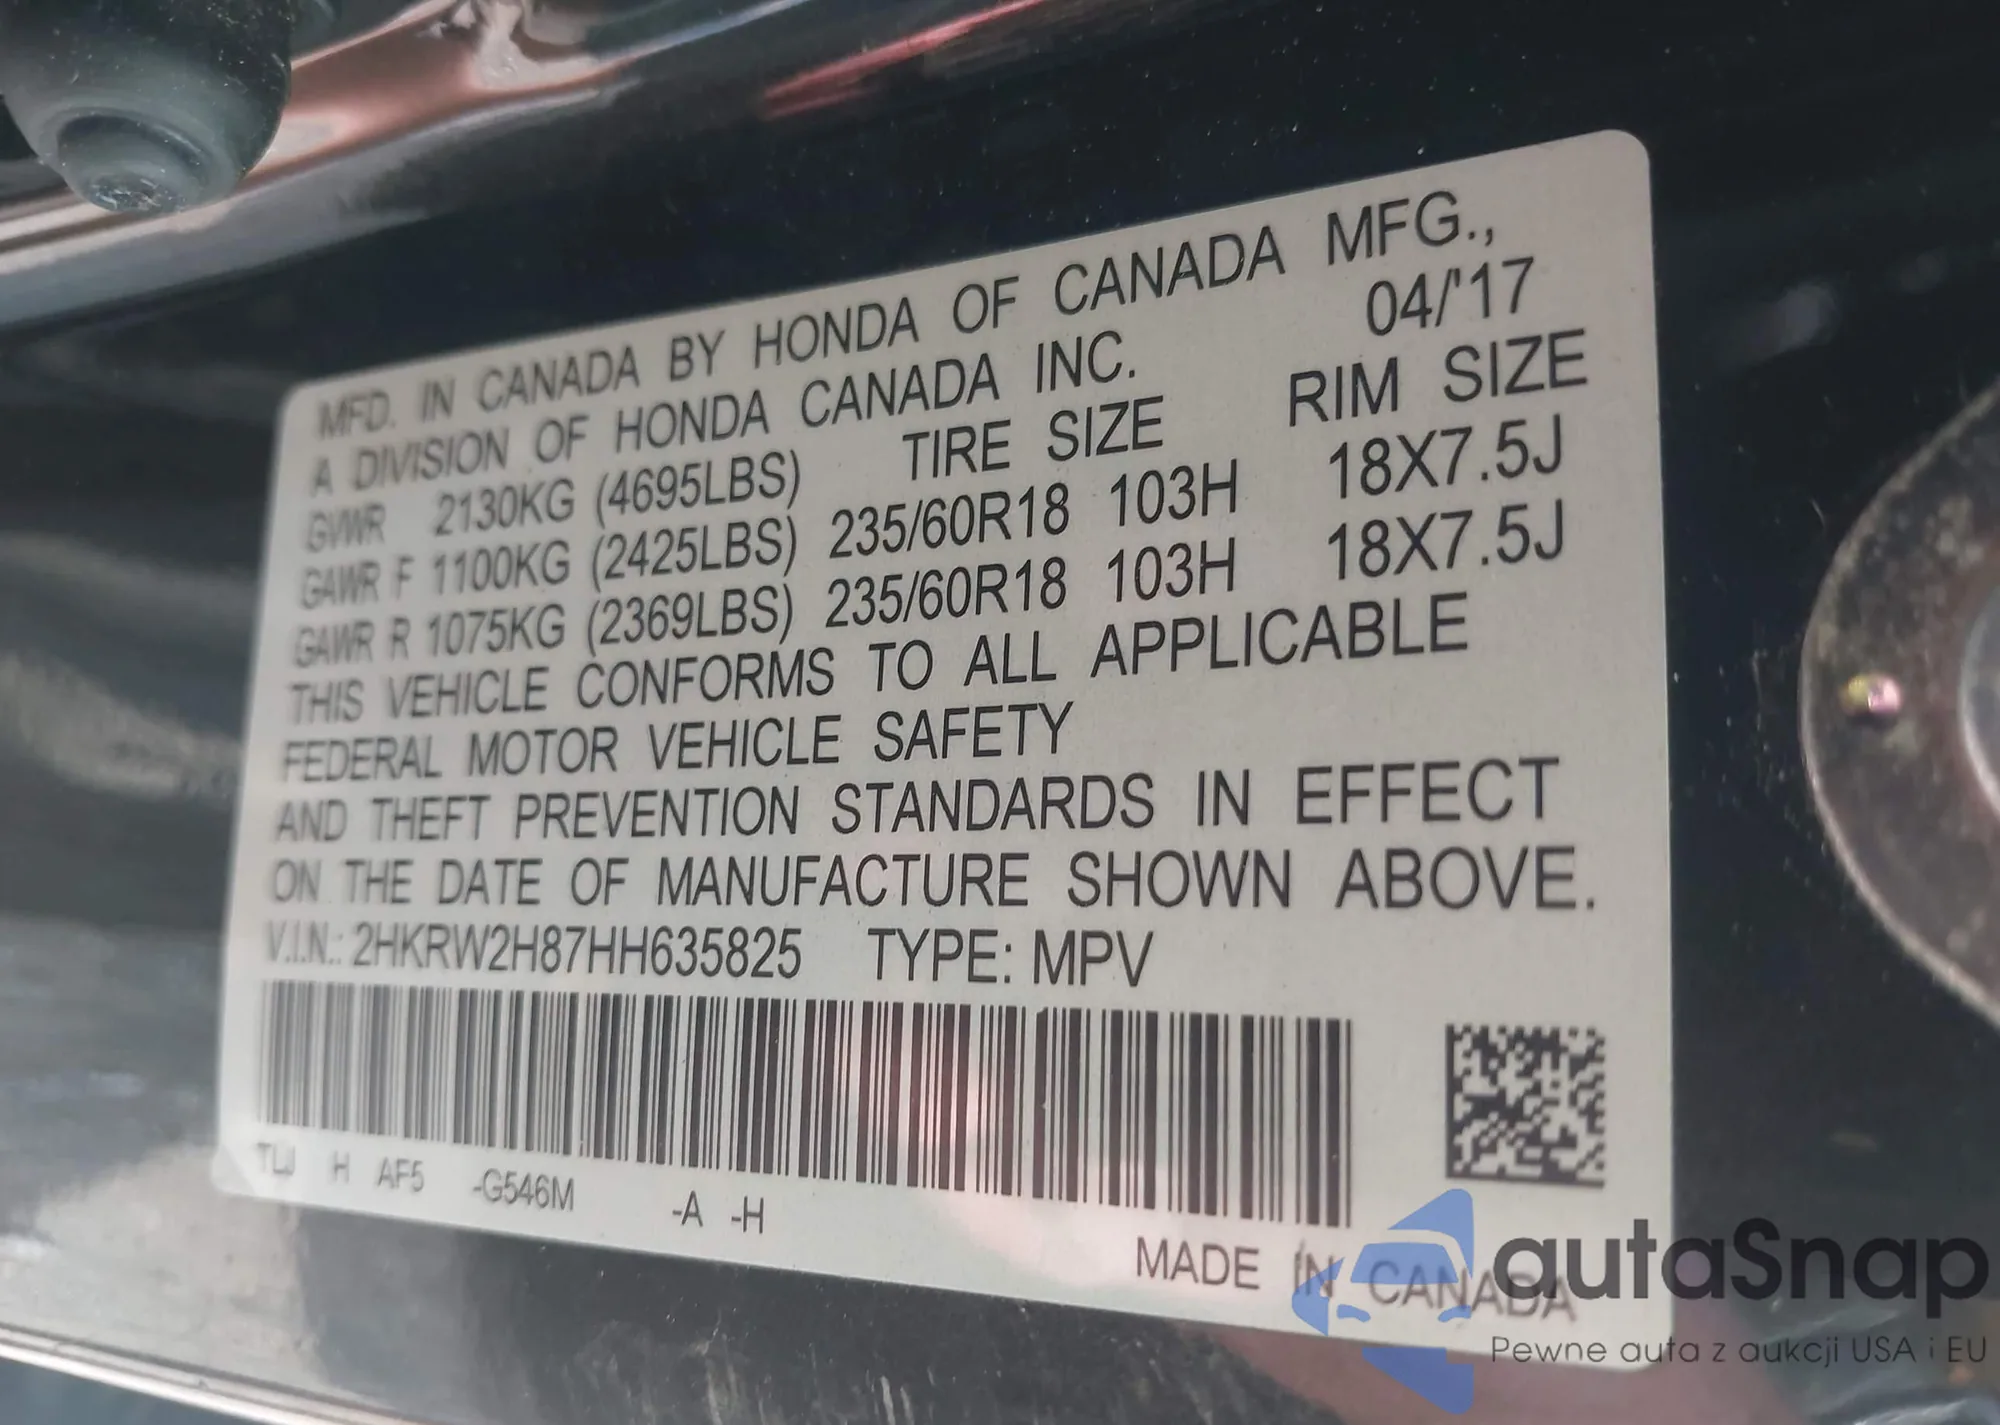 MFD. IN CANADA BY HONDA OF CANADA MFG.,
A DIVISION OF HONDA CANADA INC. 04/'17
GVWR 2130KG (4695LBS) TIRE SIZE RIM SIZE
GAWR F 1100KG (2425LBS) 235/60R18 103H 18X7.5J
GAWR R 1075KG (2369LBS) 235/60R18 103H 18X7.5J
THIS VEHICLE CONFORMS TO ALL APPLICABLE
FEDERAL MOTOR VEHICLE SAFETY
AND THEFT PREVENTION STANDARDS IN EFFECT
ON THE DATE OF MANUFACTURE SHOWN ABOVE.
V.I.N.: 2HKRW2H87HH635825 TYPE: MPV
TLJ H AF5 -G546M -A -H
MADE IN CANADA
autaSnap
Pewne auta z aukcji USA i EU